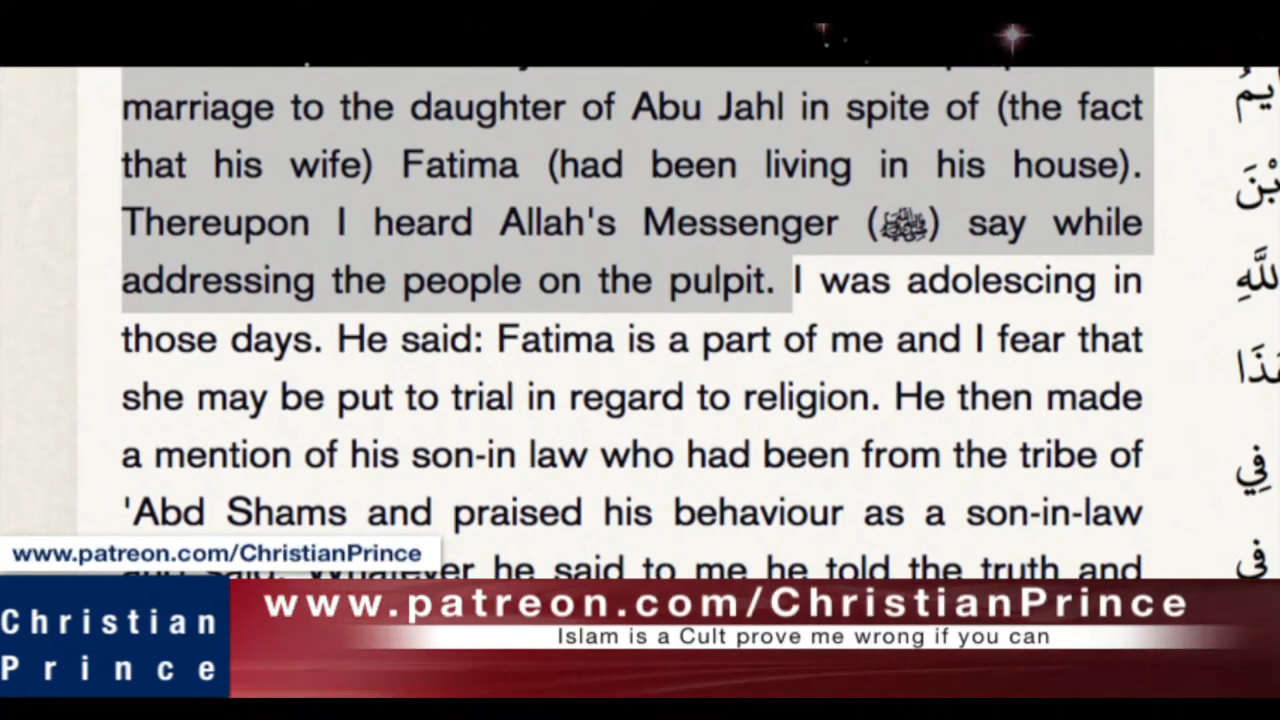 marriage to the daughter of Abu Jahl in spite of (the fact
that his wife) Fatima (had been living in his house).
Thereupon I heard Allah's Messenger (ﷺ) say while
addressing the people on the pulpit. I was adolescing in
those days. He said: Fatima is a part of me and I fear that
she may be put to trial in regard to religion. He then made
a mention of his son-in law who had been from the tribe of
'Abd Shams and praised his behaviour as a son-in-law
and said: Whatever he said to me he told the truth and
www.patreon.com/ChristianPrince
Christian
Prince
www.patreon.com/ChristianPrince
Islam is a Cult prove me wrong if you can
فِي